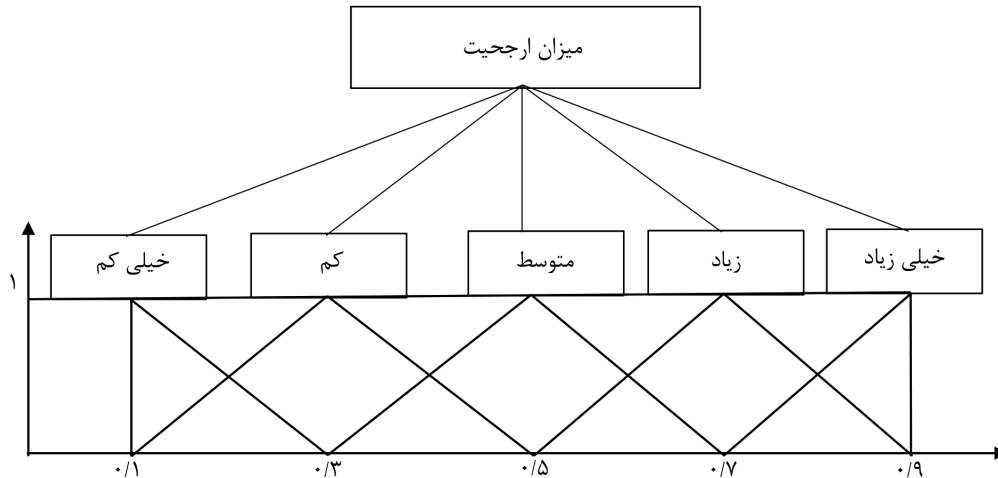 میزان ارجحیت
خیلی زیاد
زیاد
متوسط
کم
خیلی کم
۱
۰/۱
۰/۳
۰/۵
۰/۷
۰/۹